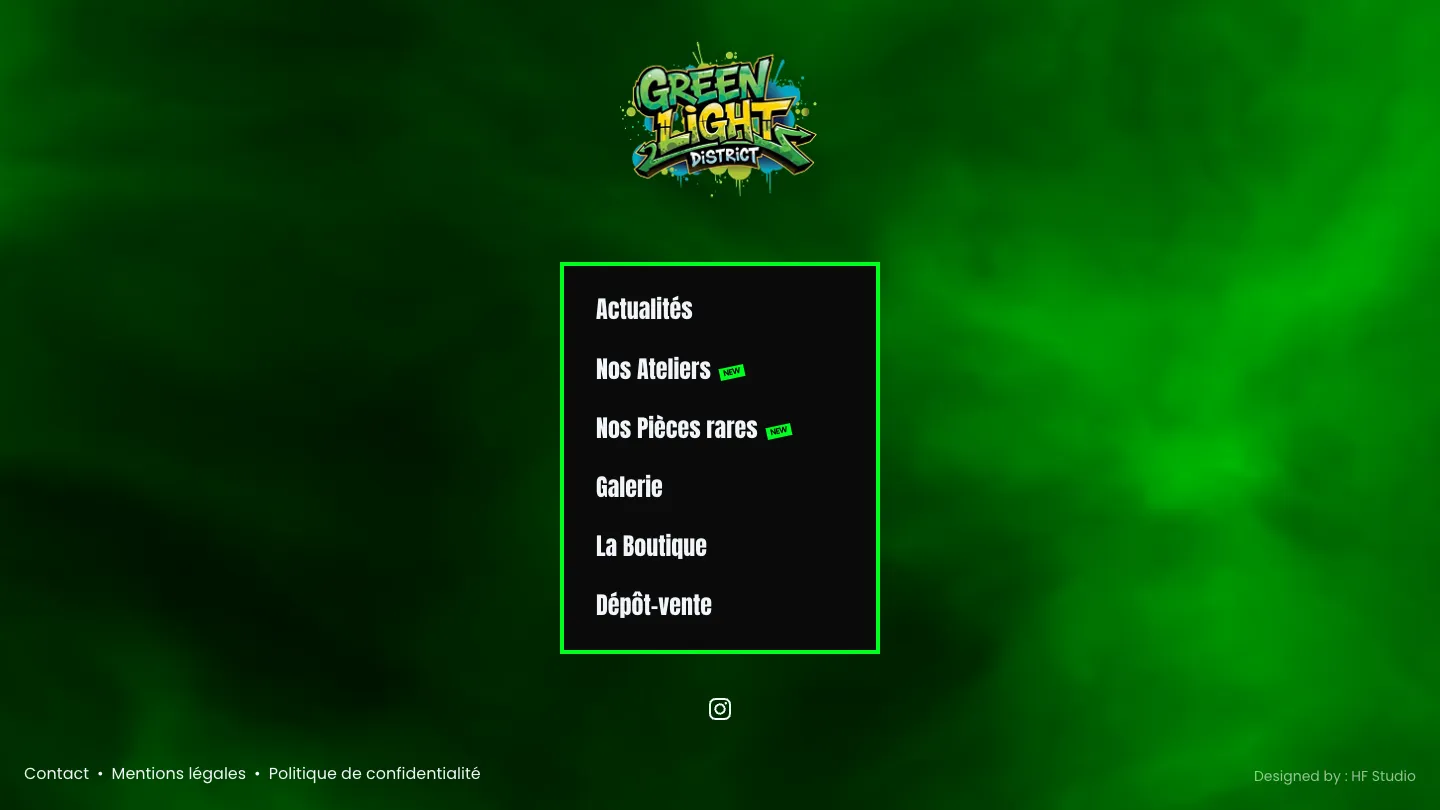 GREEN
LIGHT
DISTRICT
Actualités
Nos Ateliers NEW
Nos Pièces rares NEW
Galerie
La Boutique
Dépôt-vente
Contact • Mentions légales • Politique de confidentialité
Designed by : HF Studio